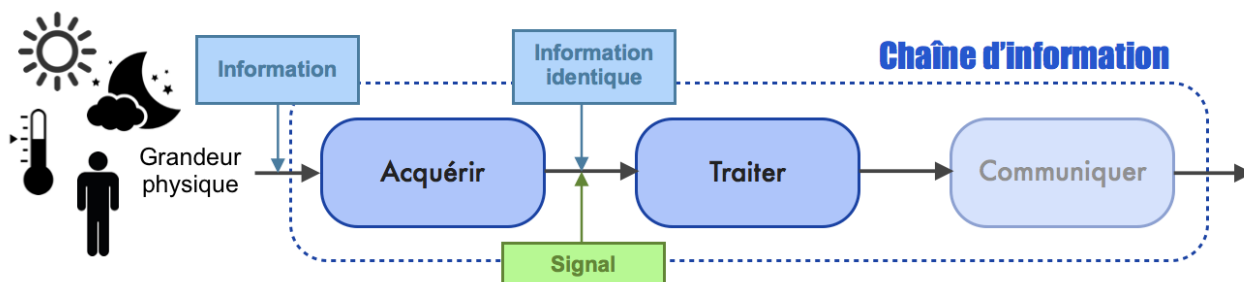 Chaîne d'information
Information
Information
identique
Grandeur
physique
Acquérir
Traiter
Communiquer
Signal